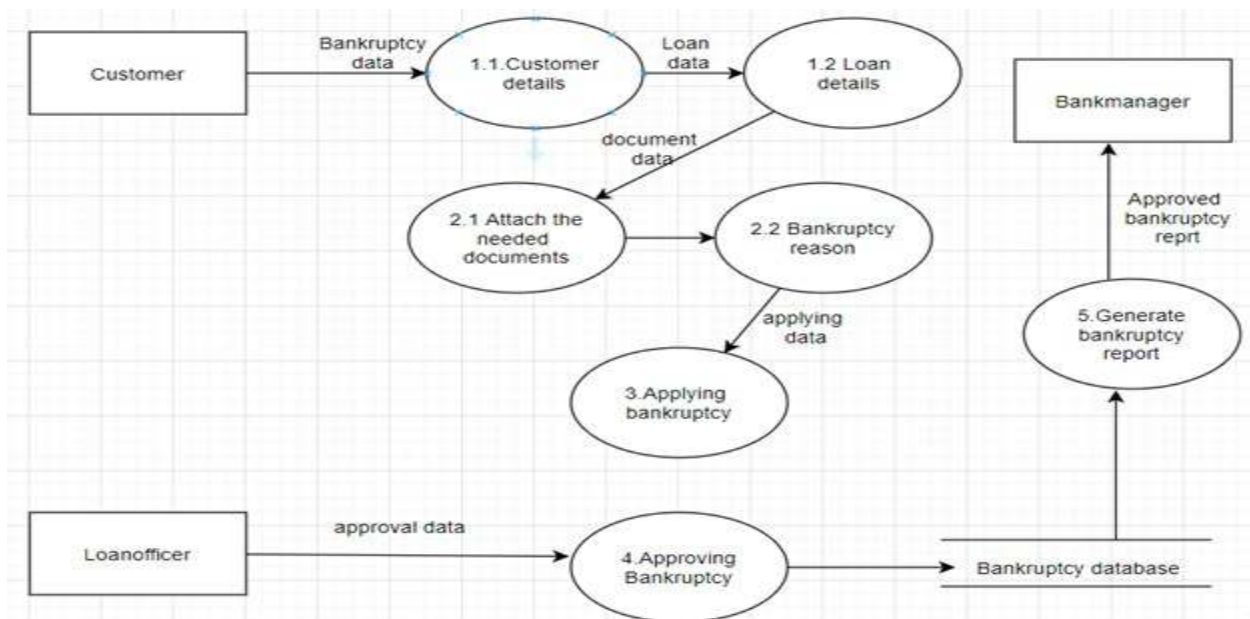 Customer
Bankruptcy
data
1.1.Customer
details
Loan
data
1.2 Loan
details
Bankmanager
document
data
2.1 Attach the
needed
documents
2.2 Bankruptcy
reason
Approved
bankruptcy
reprt
applying
data
5.Generate
bankruptcy
report
3.Applying
bankruptcy
Loanofficer
approval data
4.Approving
Bankruptcy
Bankruptcy database